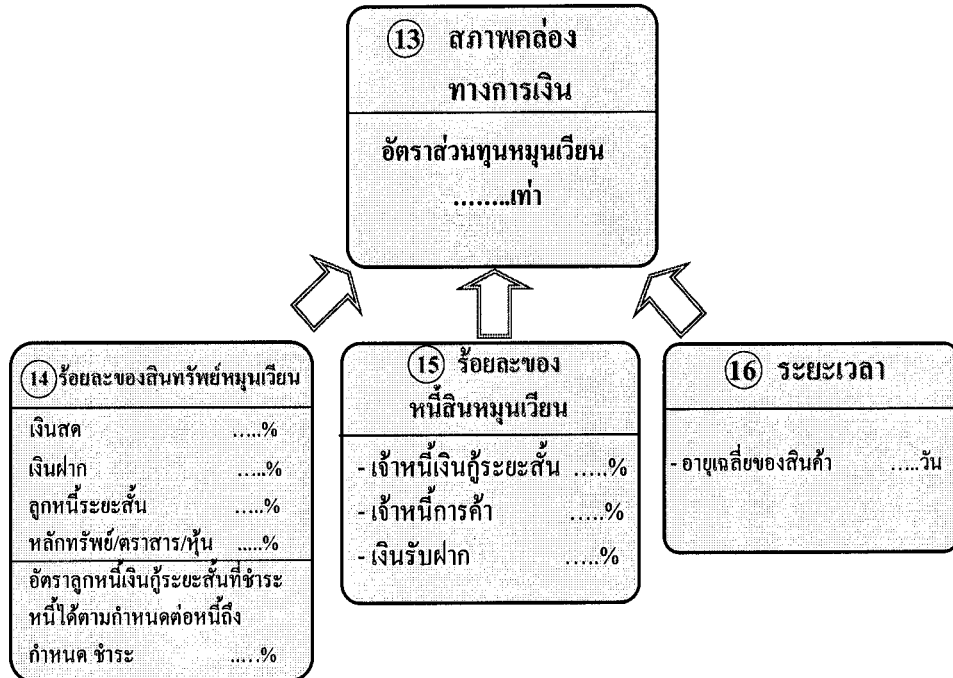 13 สภาพคล่อง
ทางการเงิน
อัตราส่วนทุนหมุนเวียน
........เท่า
14 ร้อยละของสินทรัพย์หมุนเวียน
เงินสด .....%
เงินฝาก .....%
ลูกหนี้ระยะสั้น .....%
หลักทรัพย์/ตราสาร/หุ้น .....%
อัตราลูกหนี้เงินกู้ระยะสั้นที่ชำระ
หนี้ได้ตามกำหนดต่อหนี้ถึง
กำหนด ชำระ .....%
15 ร้อยละของ
หนี้สินหมุนเวียน
- เจ้าหนี้เงินกู้ระยะสั้น .....%
- เจ้าหนี้การค้า .....%
- เงินรับฝาก .....%
16 ระยะเวลา
- อายุเฉลี่ยของสินค้า .....วัน